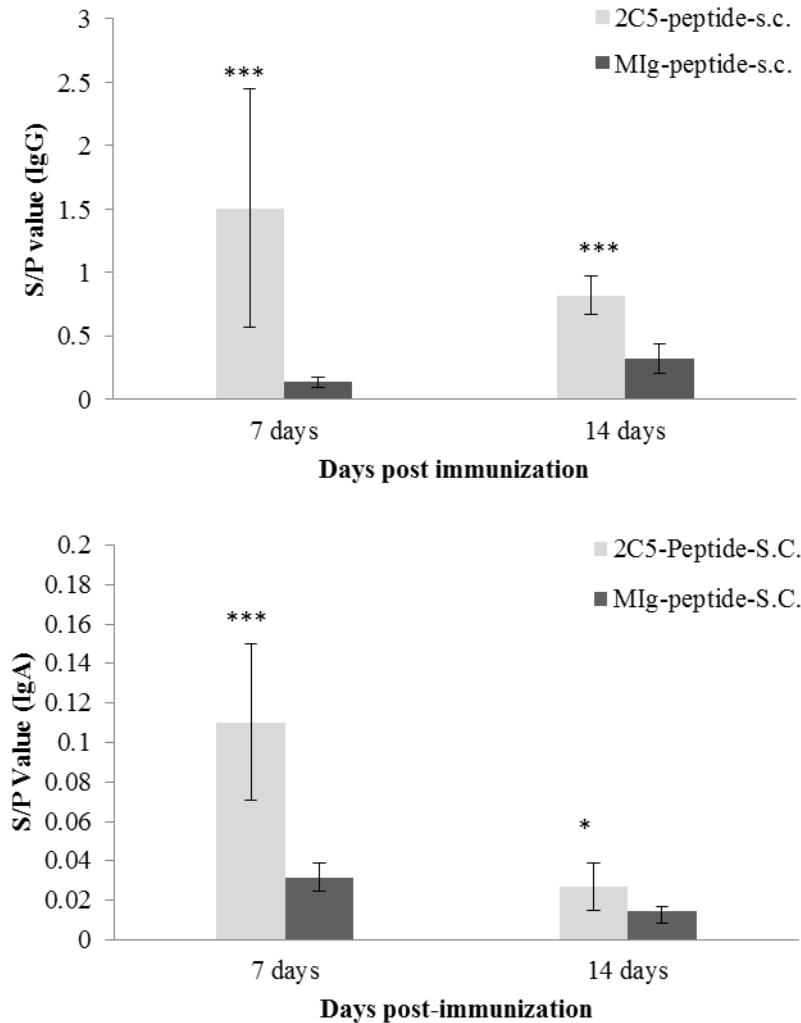 3
2C5-peptide-s.c.
MIg-peptide-s.c.
***
2.5
2
S/P value (IgG)
1.5
***
1
0.5
0
7 days
14 days
Days post immunization
0.2
2C5-Peptide-S.C.
0.18
MIg-peptide-S.C.
0.16
***
0.14
0.12
S/P Value (IgA)
0.1
0.08
0.06
*
0.04
0.02
0
7 days
14 days
Days post-immunization